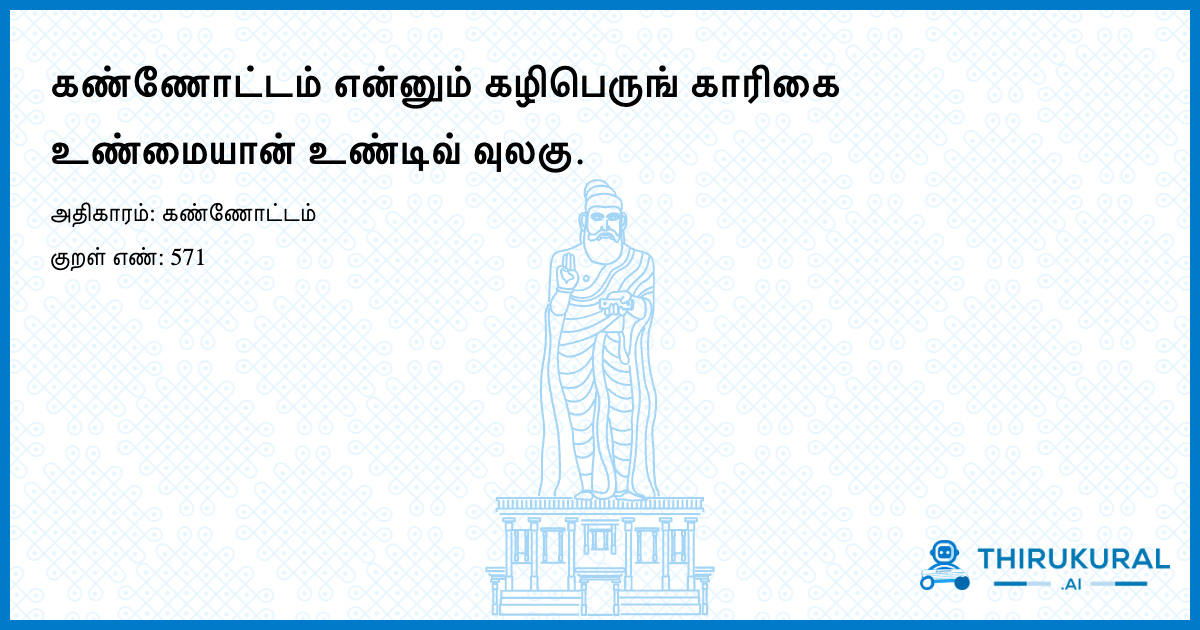 கண்ணோட்டம் என்னும் கழிபெருங் காரிகை
உண்மையான் உண்டிவ் வுலகு.
அதிகாரம்: கண்ணோட்டம்
குறள் எண்: 571
THIRUKURAL
.AI